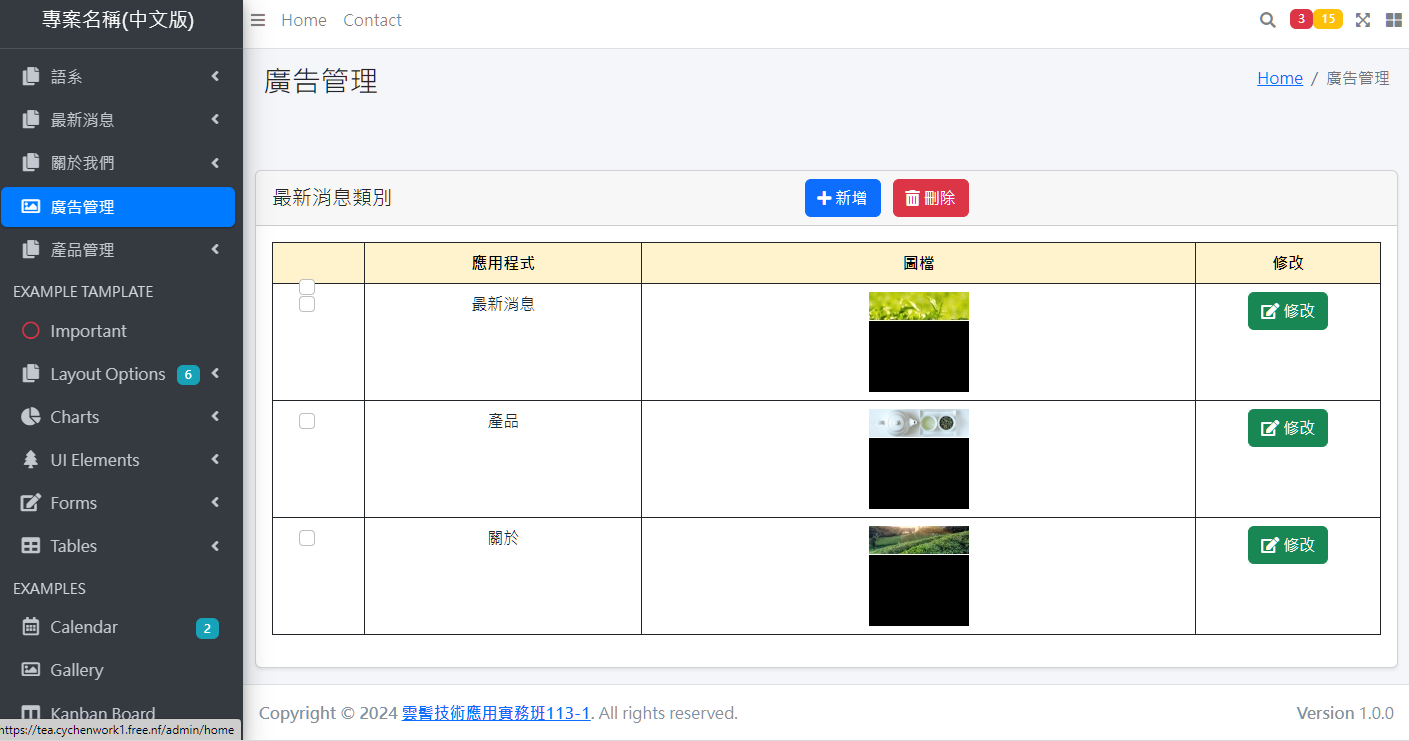 專案名稱(中文版)
Home Contact
3 15
語系
最新消息
關於我們
廣告管理
產品管理
EXAMPLE TAMPLATE
Important
Layout Options 6
Charts
UI Elements
Forms
Tables
EXAMPLES
Calendar 2
Gallery
Kanban Board
https://tea.cychenwork1.free.nf/admin/home
廣告管理
Home / 廣告管理
最新消息類別
新增 刪除
應用程式 圖檔 修改
最新消息 修改
產品 修改
關於 修改
Copyright © 2024 雲髻技術應用實務班113-1. All rights reserved.
Version 1.0.0